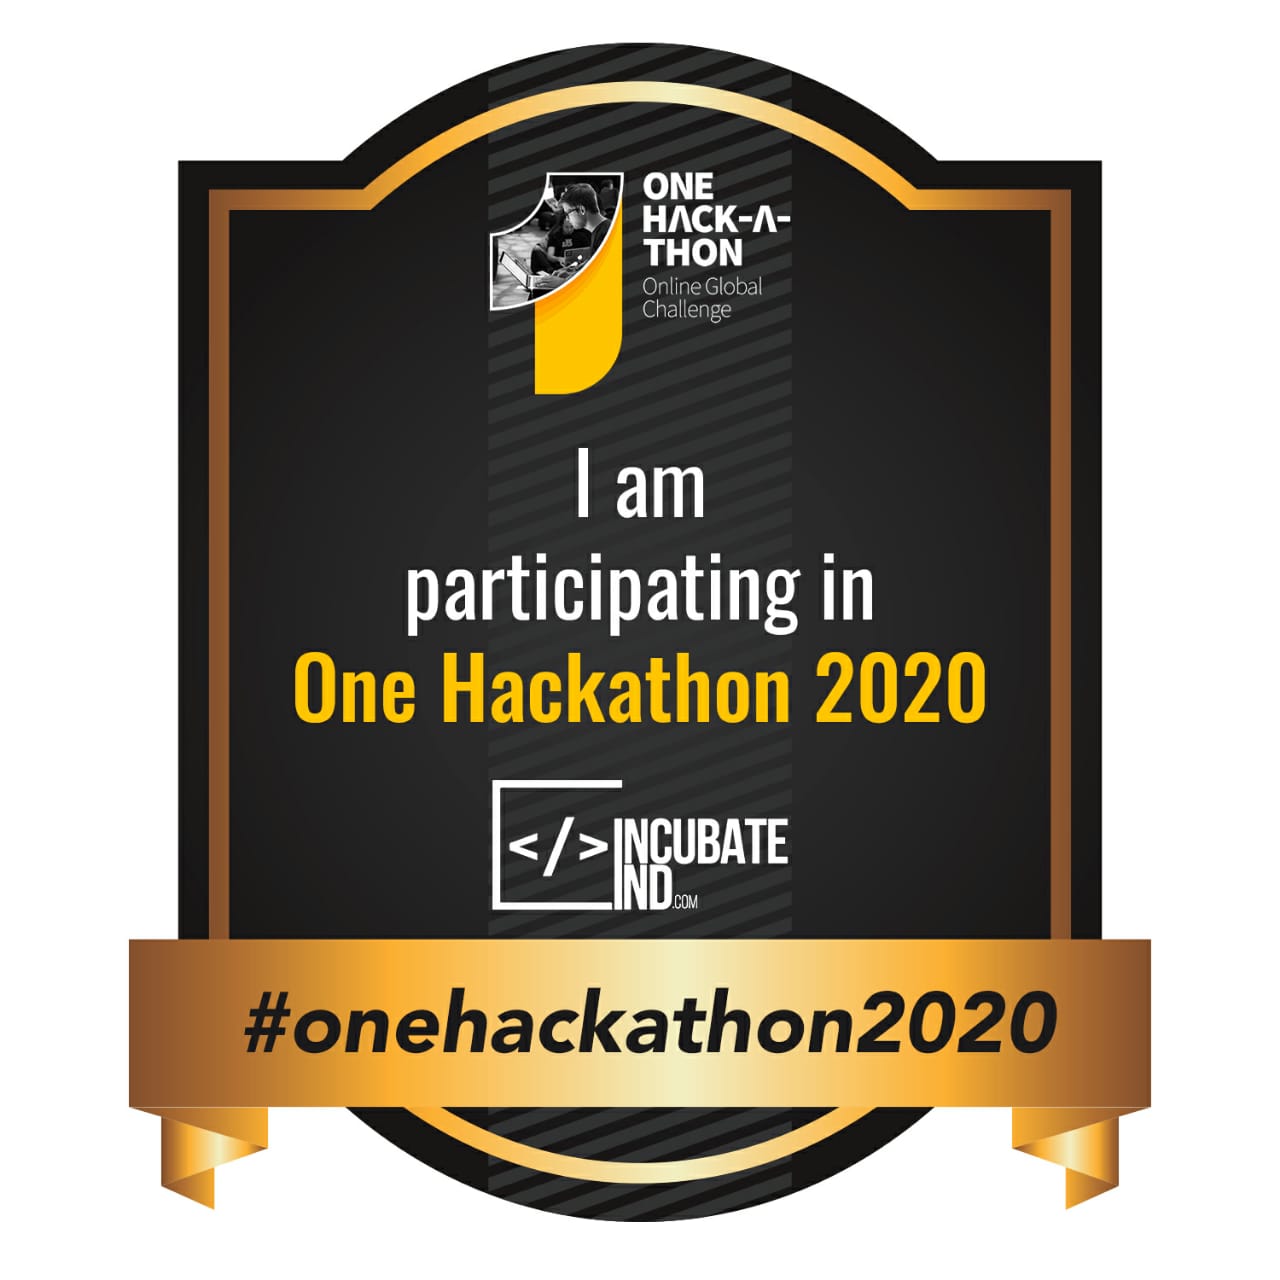 ONE
HACK-A-
THON
Online Global
Challenge
I am
participating in
One Hackathon 2020
</>INCUBATE
IND.COM
#onehackathon2020